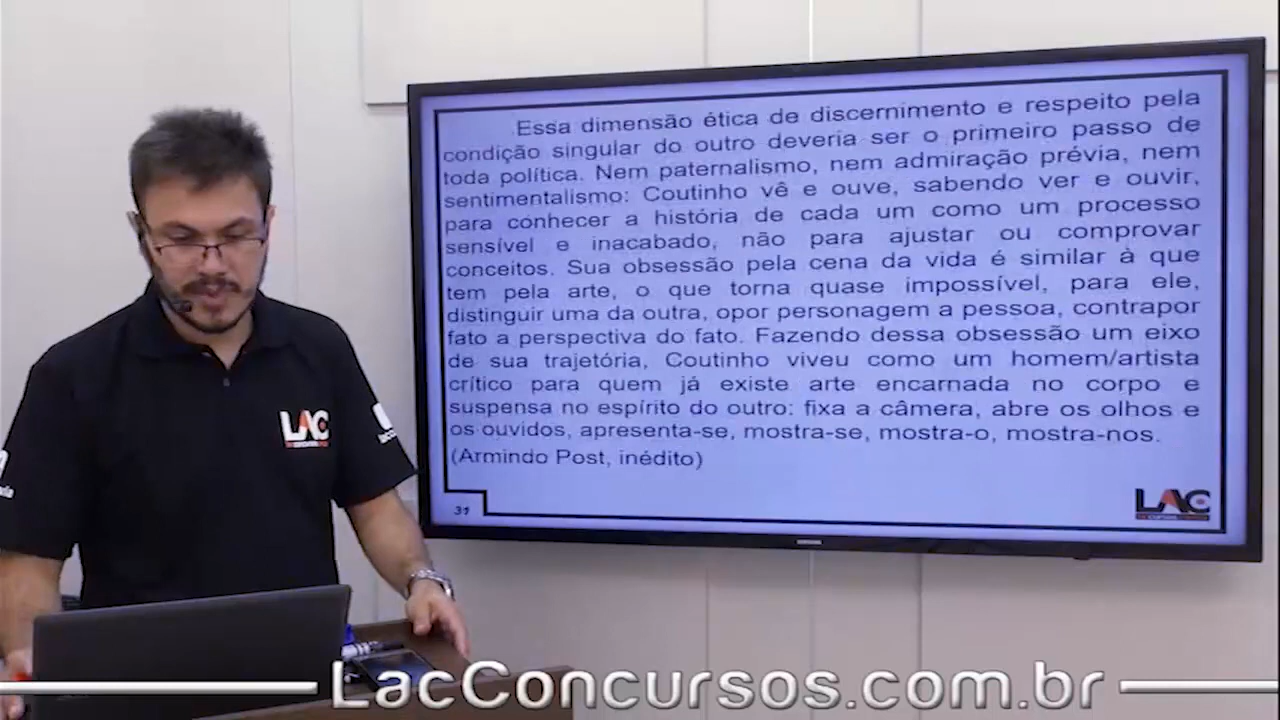 Essa dimensão ética de discernimento e respeito pela
condição singular do outro deveria ser o primeiro passo de
toda política. Nem paternalismo, nem admiração prévia, nem
sentimentalismo: Coutinho vê e ouve, sabendo ver e ouvir,
para conhecer a história de cada um como um processo
sensível e inacabado, não para ajustar ou comprovar
conceitos. Sua obsessão pela cena da vida é similar à que
tem pela arte, o que torna quase impossível, para ele,
distinguir uma da outra, opor personagem a pessoa, contrapor
fato a perspectiva do fato. Fazendo dessa obsessão um eixo
de sua trajetória, Coutinho viveu como um homem/artista
crítico para quem já existe arte encarnada no corpo e
suspensa no espírito do outro: fixa a câmera, abre os olhos e
os ouvidos, apresenta-se, mostra-se, mostra-o, mostra-nos.
(Armindo Post, inédito)
31
LAC
LAC
LacConcursos.com.br